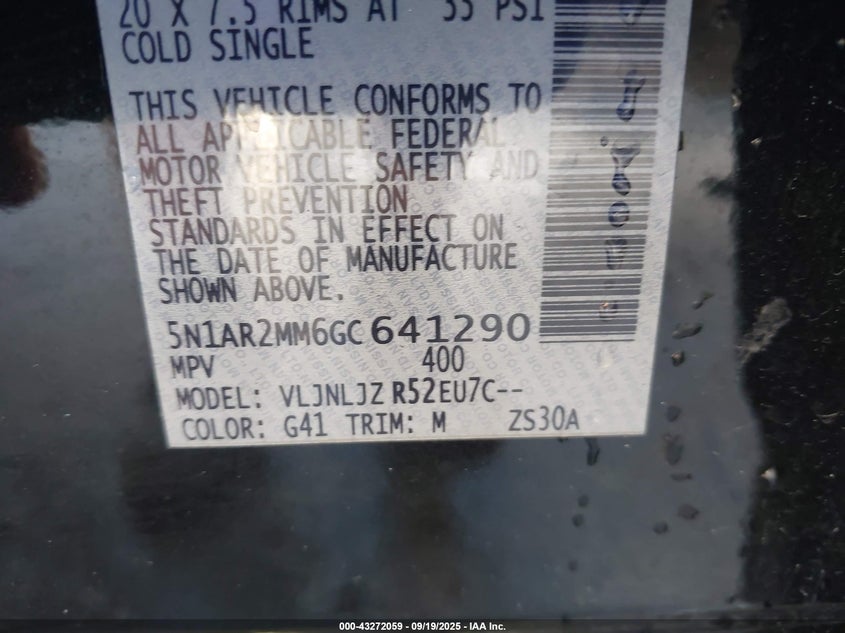 20 X 7.5 RIMS AT 35 PSI
COLD SINGLE
THIS VEHICLE CONFORMS TO
ALL APPLICABLE FEDERAL
MOTOR VEHICLE SAFETY AND
THEFT PREVENTION
STANDARDS IN EFFECT ON
THE DATE OF MANUFACTURE
SHOWN ABOVE.
5N1AR2MM6GC641290
MPV 400
MODEL: VLJNLJZ R52EU7C--
COLOR: G41 TRIM: M ZS30A
000-43272059 - 09/19/2025 - IAA Inc.